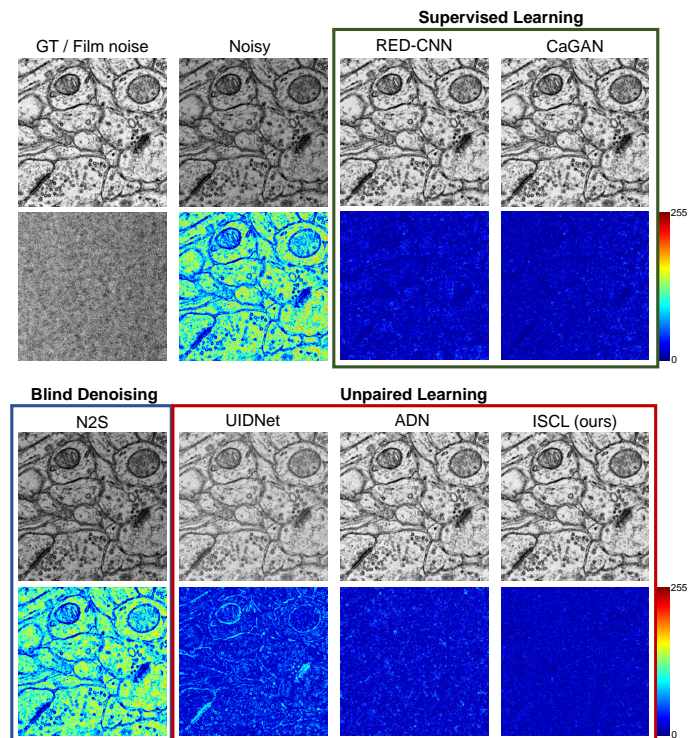 Supervised Learning
GT / Film noise
Noisy
RED-CNN
CaGAN
255
0
Blind Denoising
Unpaired Learning
N2S
UIDNet
ADN
ISCL (ours)
255
0